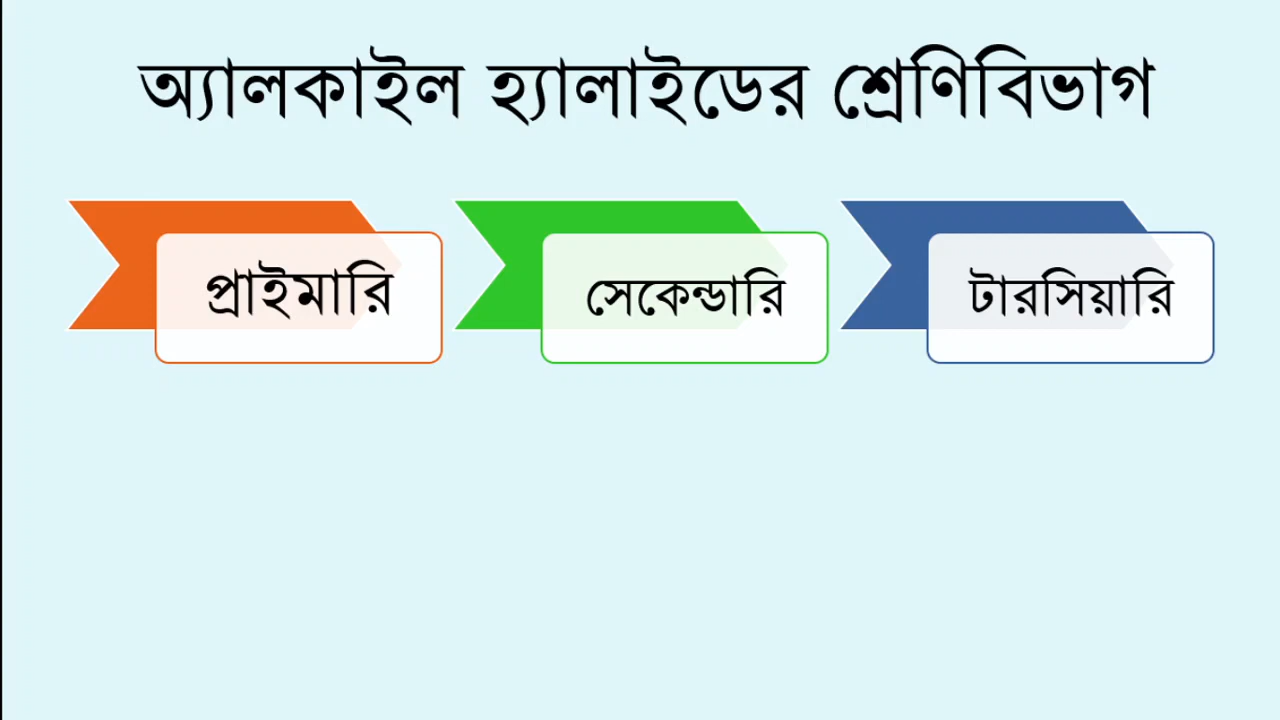 অ্যালকাইল হ্যালাইডের শ্রেণিবিভাগ
প্রাইমারি
সেকেন্ডারি
টারসিয়ারি